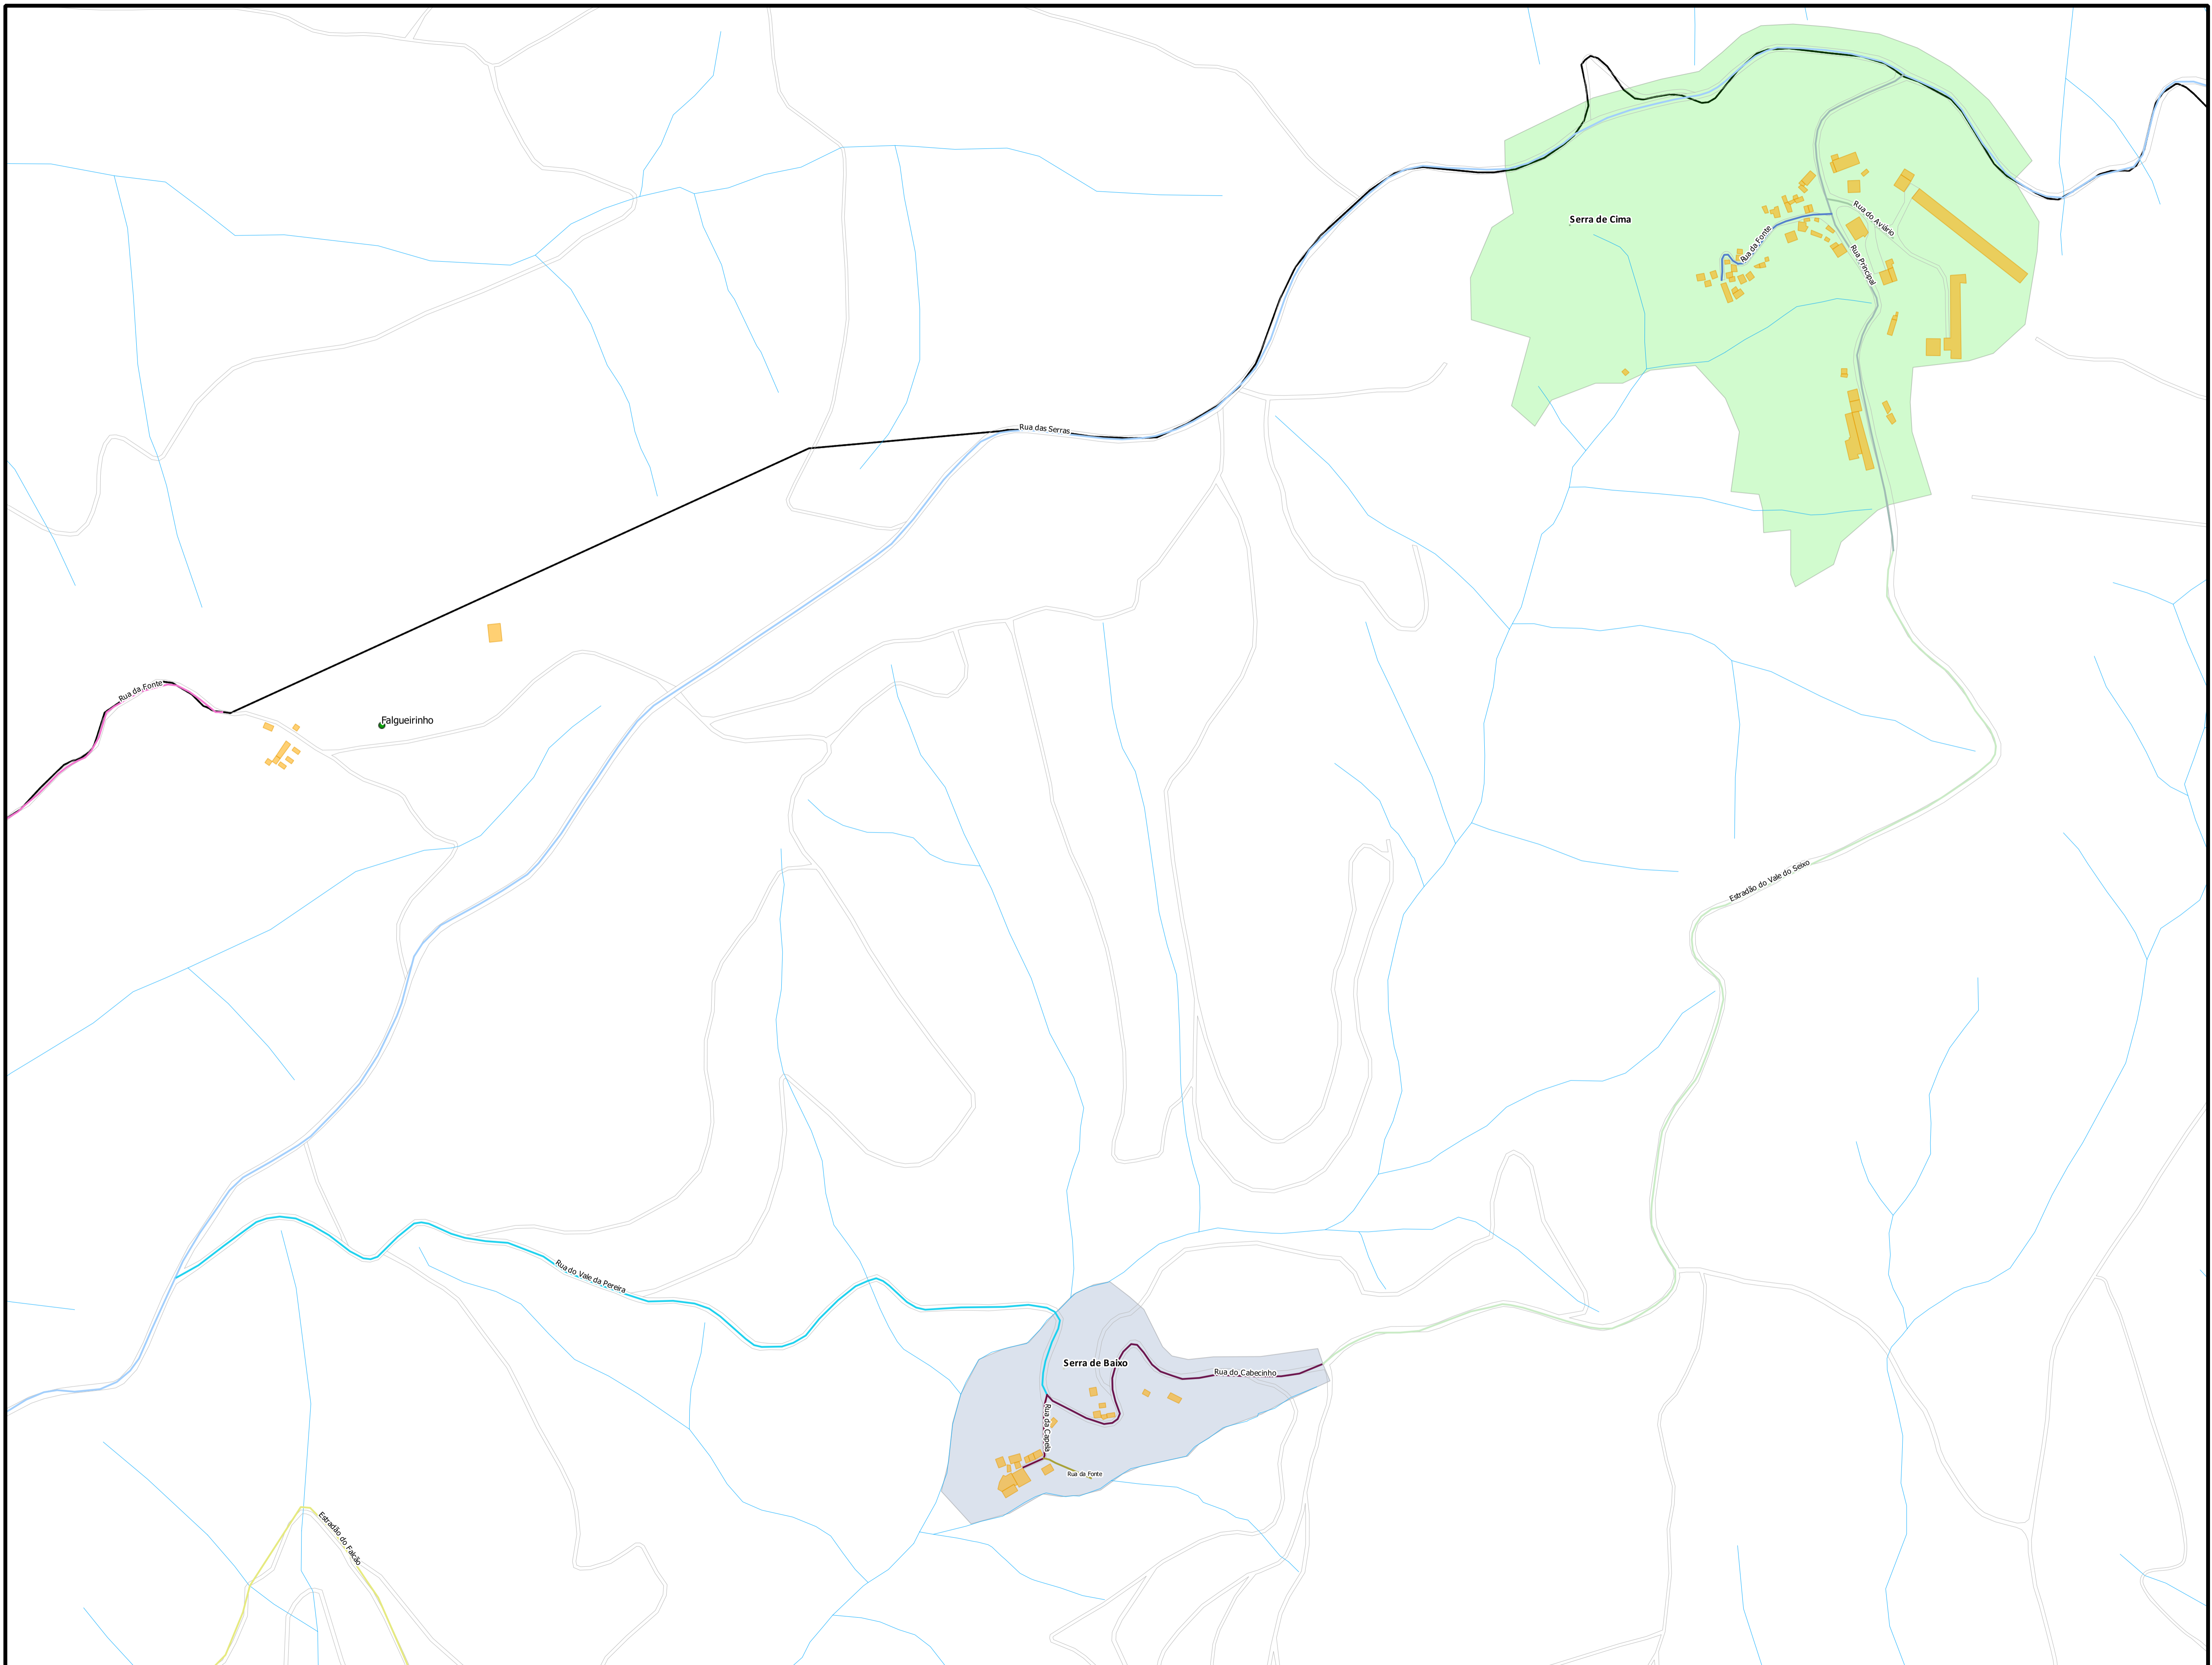 Serra de Cima
Rua do Aviário
Rua da Fonte
Rua Principal
Rua das Serras
Rua da Fonte
Falgueirinho
Estradão do Vale do Seixo
Rua do Vale da Pereira
Serra de Baixo
Rua do Cabecinho
Rua da Capela
Rua da Fonte
Estradão do Falcão